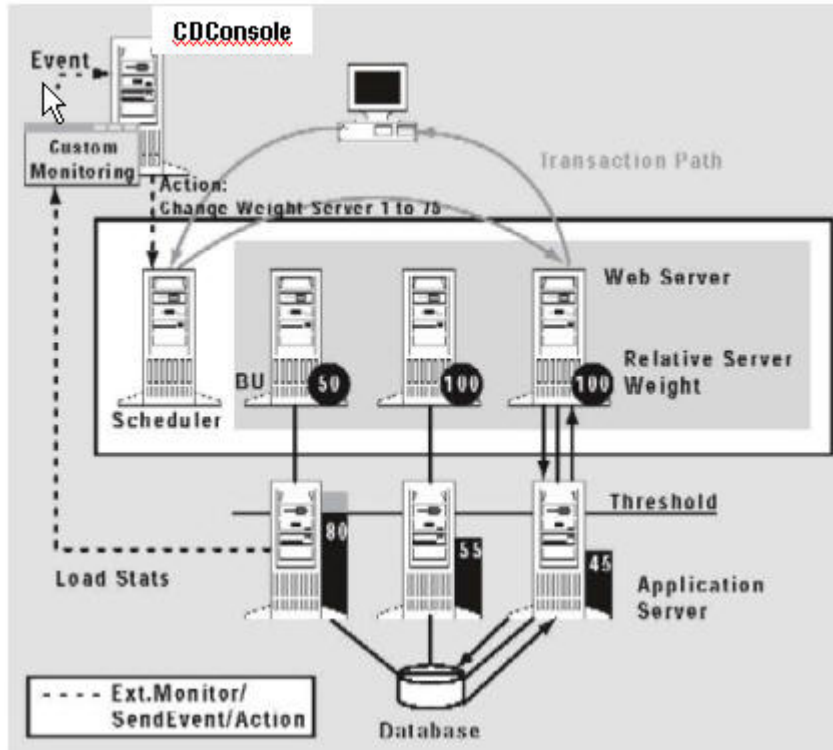 CDConsole
Event
Custom
Monitoring
Transaction Path
Action:
Change Weight Server 1 to 75
Web Server
BU
50
100
100
Relative Server
Weight
Scheduler
Threshold
80
55
45
Load Stats
Application
Server
Ext.Monitor/
SendEvent/Action
Database